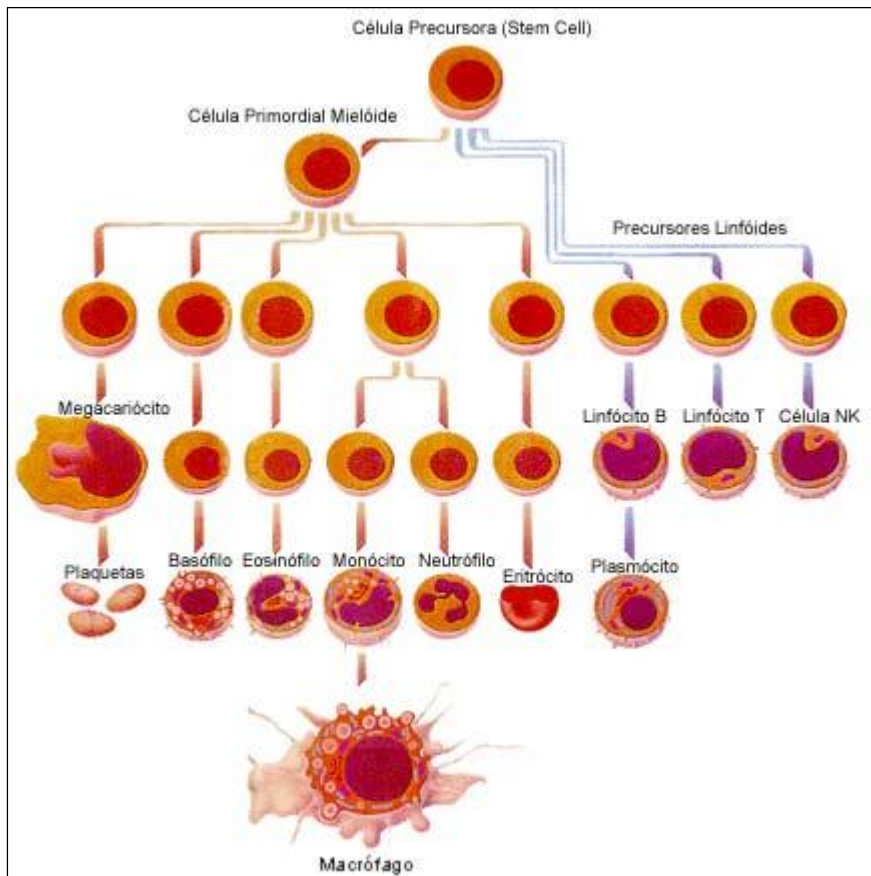 Célula Precursora (Stem Cell)
Célula Primordial Mielóide
Precursores Linfóides
Megacariócito
Linfócito B
Linfócito T
Célula NK
Plaquetas
Basófilo
Eosinófilo
Monócito
Neutrófilo
Eritrócito
Plasmócito
Macrófago